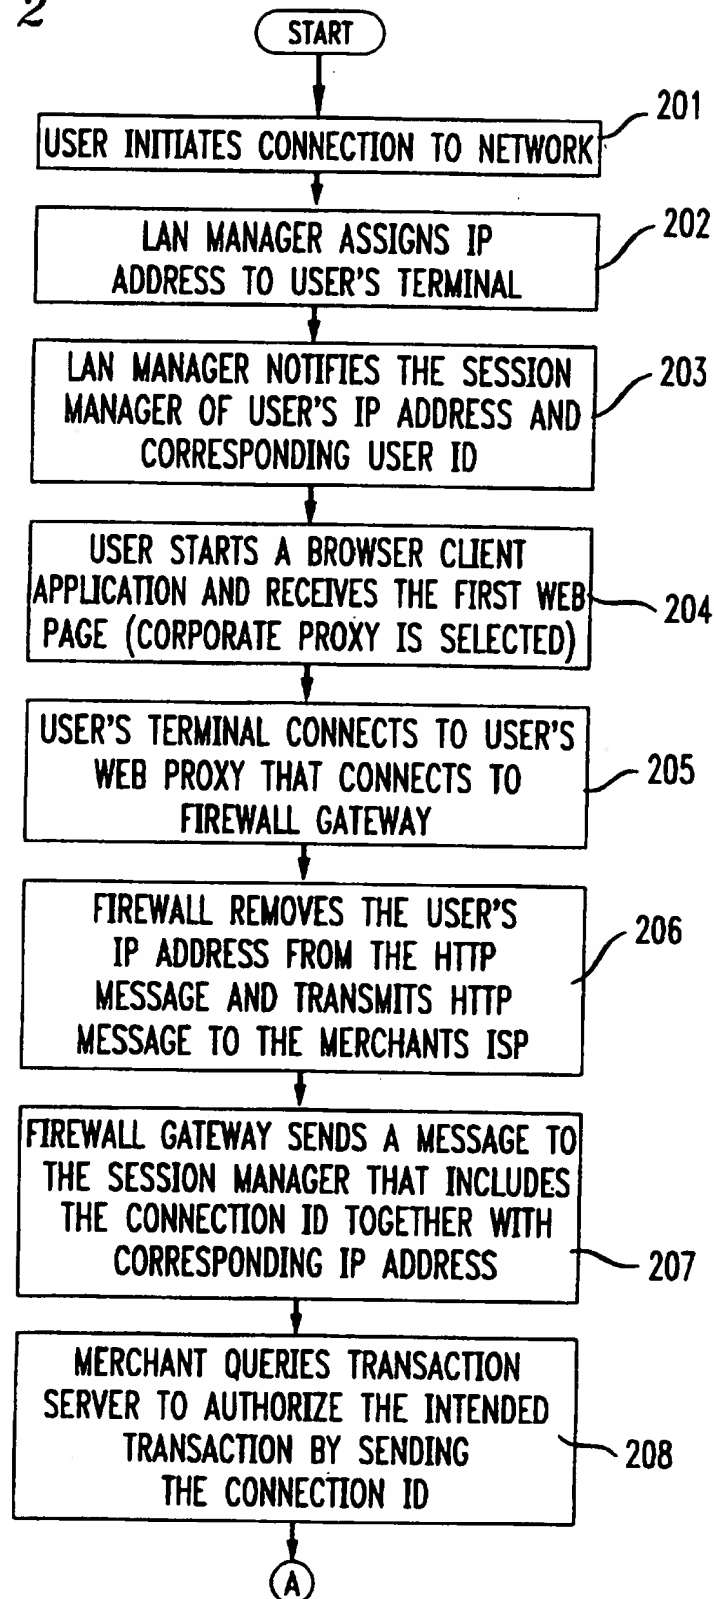 2
START
201
USER INITIATES CONNECTION TO NETWORK
202
LAN MANAGER ASSIGNS IP
ADDRESS TO USER'S TERMINAL
203
LAN MANAGER NOTIFIES THE SESSION
MANAGER OF USER'S IP ADDRESS AND
CORRESPONDING USER ID
USER STARTS A BROWSER CLIENT
APPLICATION AND RECEIVES THE FIRST WEB
PAGE (CORPORATE PROXY IS SELECTED)
204
USER'S TERMINAL CONNECTS TO USER'S
WEB PROXY THAT CONNECTS TO
FIREWALL GATEWAY
205
FIREWALL REMOVES THE USER'S
IP ADDRESS FROM THE HTTP
MESSAGE AND TRANSMITS HTTP
MESSAGE TO THE MERCHANTS ISP
206
FIREWALL GATEWAY SENDS A MESSAGE TO
THE SESSION MANAGER THAT INCLUDES
THE CONNECTION ID TOGETHER WITH
CORRESPONDING IP ADDRESS
207
MERCHANT QUERIES TRANSACTION
SERVER TO AUTHORIZE THE INTENDED
TRANSACTION BY SENDING
THE CONNECTION ID
208
A